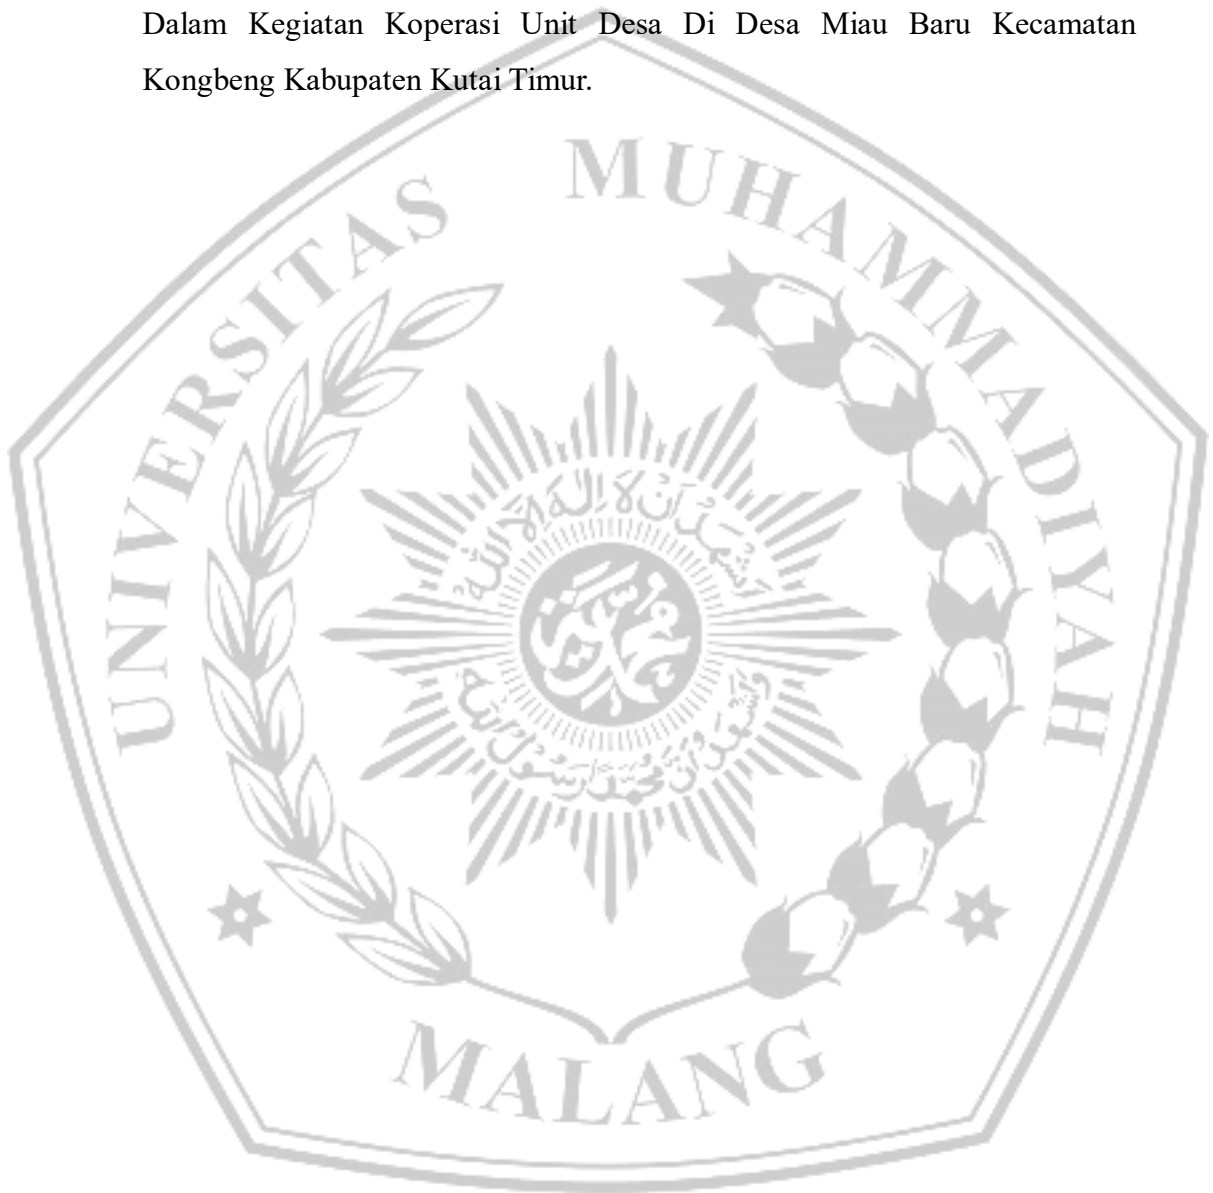 Dalam Kegiatan Koperasi Unit Desa Di Desa Miau Baru Kecamatan
Kongbeng Kabupaten Kutai Timur.
UNIVERSITAS MUHAMMADIYAH
MALANG